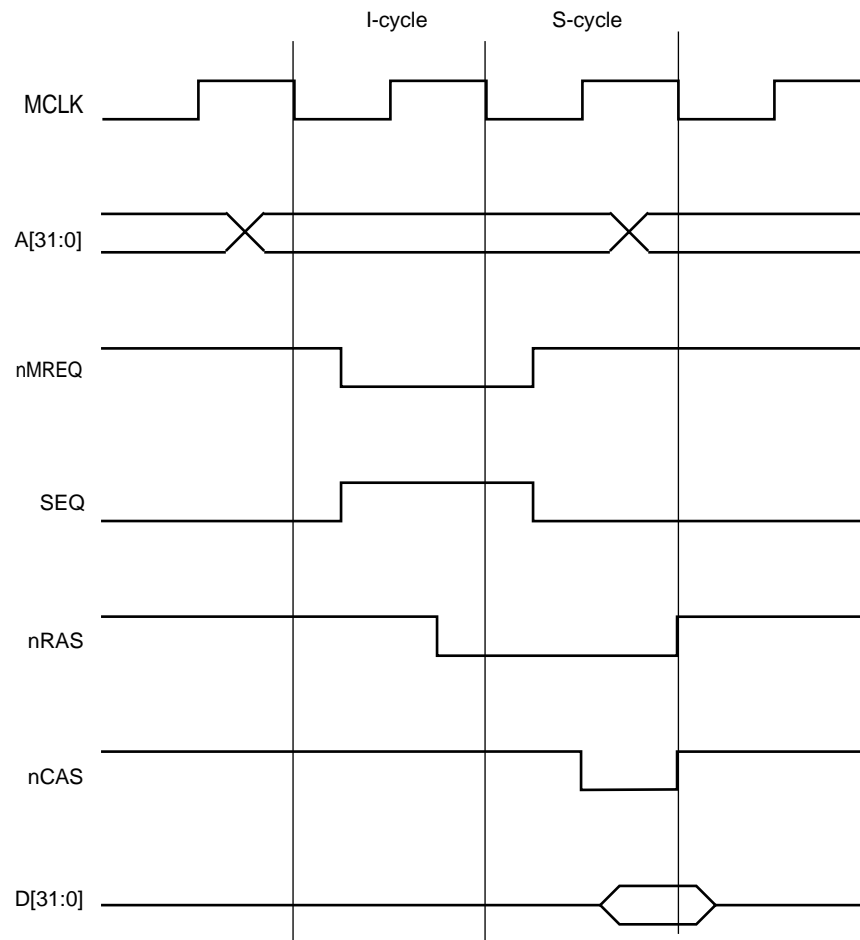 I-cycle S-cycle
MCLK
A[31:0]
nMREQ
SEQ
nRAS
nCAS
D[31:0]